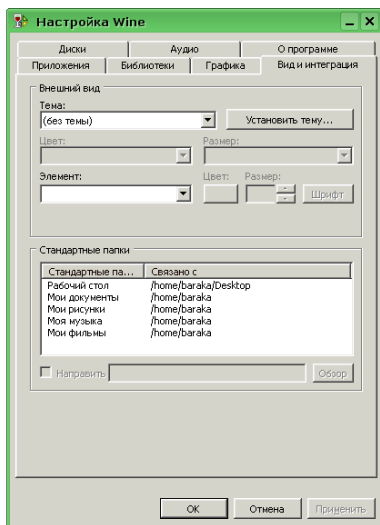 Настройка Wine
Диски Аудио О программе
Приложения Библиотеки Графика Вид и интеграция
Внешний вид
Тема:
(без темы) Установить тему...
Цвет: Размер:
Элемент: Цвет: Размер:
Шрифт
Стандартные папки
Стандартные па... Связано с
Рабочий стол /home/baraka/Desktop
Мои документы /home/baraka
Мои рисунки /home/baraka
Моя музыка /home/baraka
Мои фильмы /home/baraka
Направить Обзор
ОК Отмена Применить